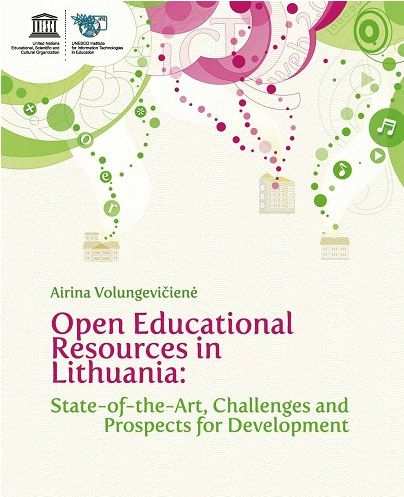 United Nations
Educational, Scientific and
Cultural Organization
UNESCO Institute
for Information Technologies
in Education
Airina Volungevičienė
Open Educational
Resources in
Lithuania:
State-of-the-Art, Challenges and
Prospects for Development